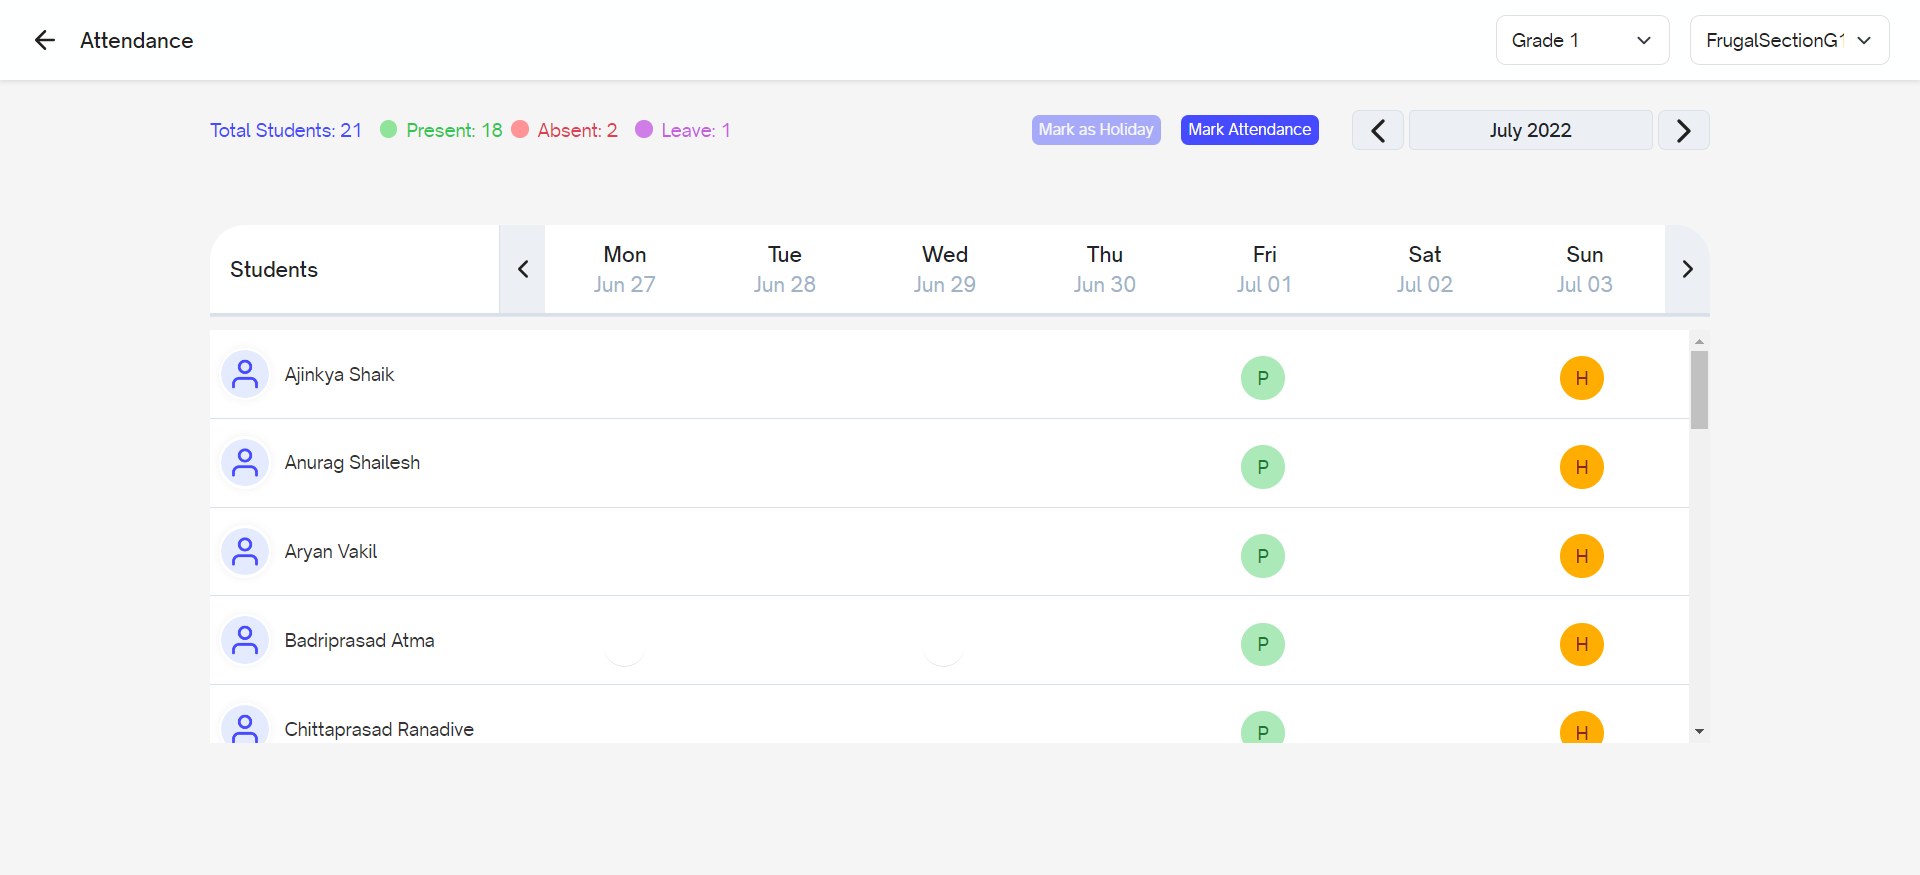 Attendance
Grade 1
FrugalSectionG1
Total Students: 21 Present: 18 Absent: 2 Leave: 1
Mark as Holiday
Mark Attendance
July 2022
Students
Mon Tue Wed Thu Fri Sat Sun
Jun 27 Jun 28 Jun 29 Jun 30 Jul 01 Jul 02 Jul 03
Ajinkya Shaik P H
Anurag Shailesh P H
Aryan Vakil P H
Badriprasad Atma P H
Chittaprasad Ranadive P H